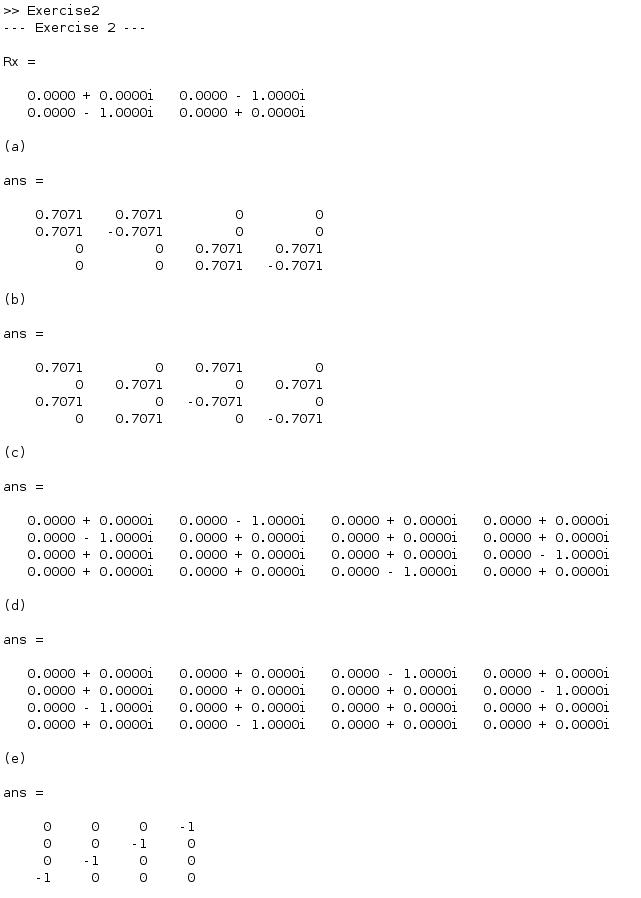 >> Exercise2
--- Exercise 2 ---
Rx =
0.0000 + 0.0000i   0.0000 - 1.0000i
0.0000 - 1.0000i   0.0000 + 0.0000i
(a)
ans =
0.7071    0.7071         0         0
0.7071   -0.7071         0         0
0         0    0.7071    0.7071
0         0    0.7071   -0.7071
(b)
ans =
0.7071         0    0.7071         0
0    0.7071         0    0.7071
0.7071         0   -0.7071         0
0    0.7071         0   -0.7071
(c)
ans =
0.0000 + 0.0000i   0.0000 - 1.0000i   0.0000 + 0.0000i   0.0000 + 0.0000i
0.0000 - 1.0000i   0.0000 + 0.0000i   0.0000 + 0.0000i   0.0000 + 0.0000i
0.0000 + 0.0000i   0.0000 + 0.0000i   0.0000 + 0.0000i   0.0000 - 1.0000i
0.0000 + 0.0000i   0.0000 + 0.0000i   0.0000 - 1.0000i   0.0000 + 0.0000i
(d)
ans =
0.0000 + 0.0000i   0.0000 + 0.0000i   0.0000 - 1.0000i   0.0000 + 0.0000i
0.0000 + 0.0000i   0.0000 + 0.0000i   0.0000 + 0.0000i   0.0000 - 1.0000i
0.0000 - 1.0000i   0.0000 + 0.0000i   0.0000 + 0.0000i   0.0000 + 0.0000i
0.0000 + 0.0000i   0.0000 - 1.0000i   0.0000 + 0.0000i   0.0000 + 0.0000i
(e)
ans =
0     0     0    -1
0     0    -1     0
0    -1     0     0
-1     0     0     0